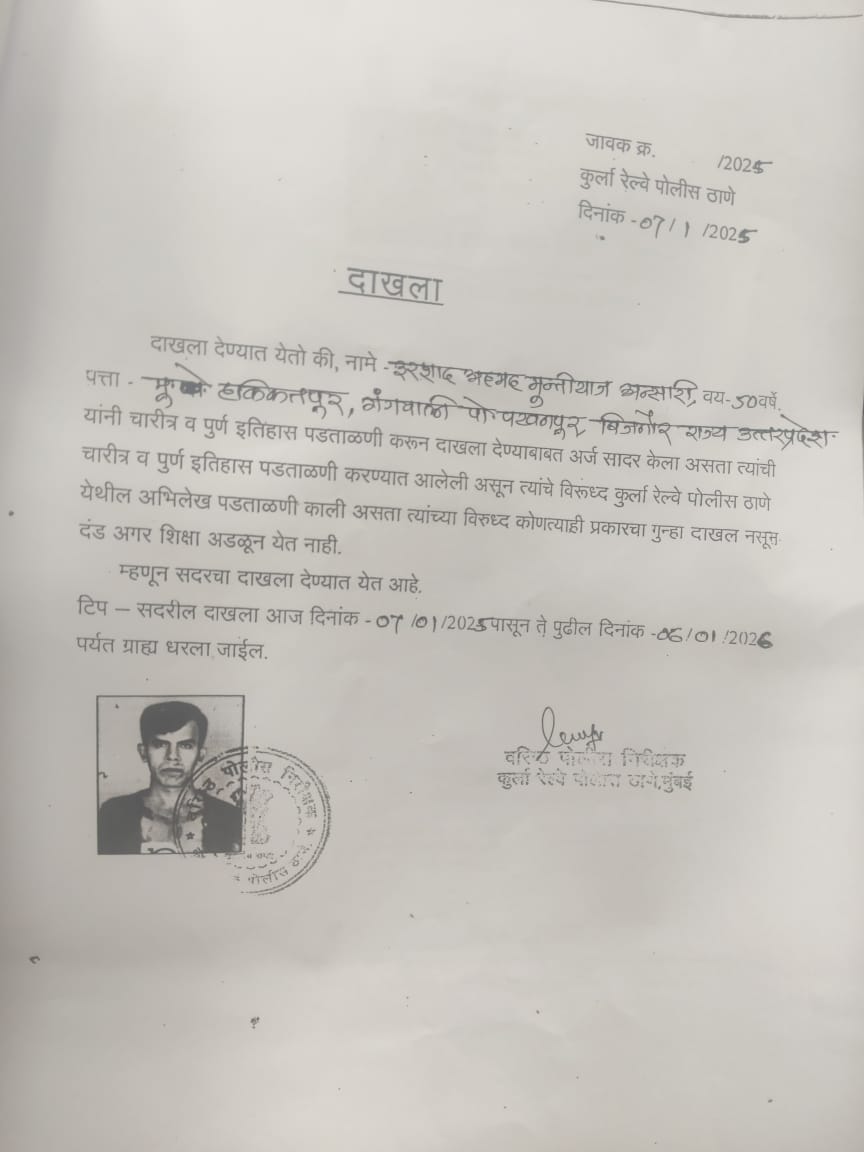 जावक क्र. /2025
कुर्ला रेल्वे पोलीस ठाणे
दिनांक -07/1/2025
दाखला
दाखला देण्यात येतो की, नामे - इरशाद अहमद मुन्तीयाज अन्सारी, वय-50वर्षे.
पत्ता - हकिकतपूर, गंगवाली पो. बिजनौर राज्य उत्तरप्रदेश.
यांनी चारीत्र व पुर्ण इतिहास पडताळणी करून दाखला देण्याबाबत अर्ज सादर केला असता त्यांची
चारीत्र व पुर्ण इतिहास पडताळणी करण्यात आलेली असून त्यांचे विरूध्द कुर्ला रेल्वे पोलीस ठाणे
येथील अभिलेख पडताळणी काली असता त्यांच्या विरुध्द कोणत्याही प्रकारचा गुन्हा दाखल नसून
दंड अगर शिक्षा अडळून येत नाही.
म्हणून सदरचा दाखला देण्यात येत आहे.
टिप – सदरील दाखला आज दिनांक -07/01/2025पासून ते पुढील दिनांक -06/01/2026
पर्यत ग्राह्य धरला जाईल.
वरिष्ठ पोलीस निरीक्षक
कुर्ला रेल्वे पोलीस ठाणे,मुंबई
पोलीस निरीक्षक
पोलीस